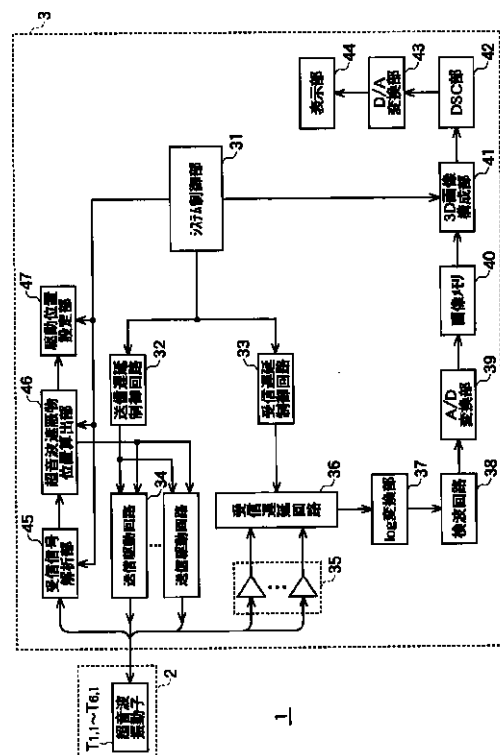 3
31
システム制御部
47
駆動位置
設定部
46
超音波遮断物
位置算出部
45
受信信号
解析部
32
送信遅延
制御回路
33
受信遅延
制御回路
34
送信駆動回路
送信駆動回路
36
受信遅延回路
35
37
log変換部
38
検波回路
39
A/D
変換部
40
画像メモリ
41
3D画像
構成部
42
DSC部
43
D/A
変換部
44
表示部
T1,1～T6,1
2
超音波
振動子
1